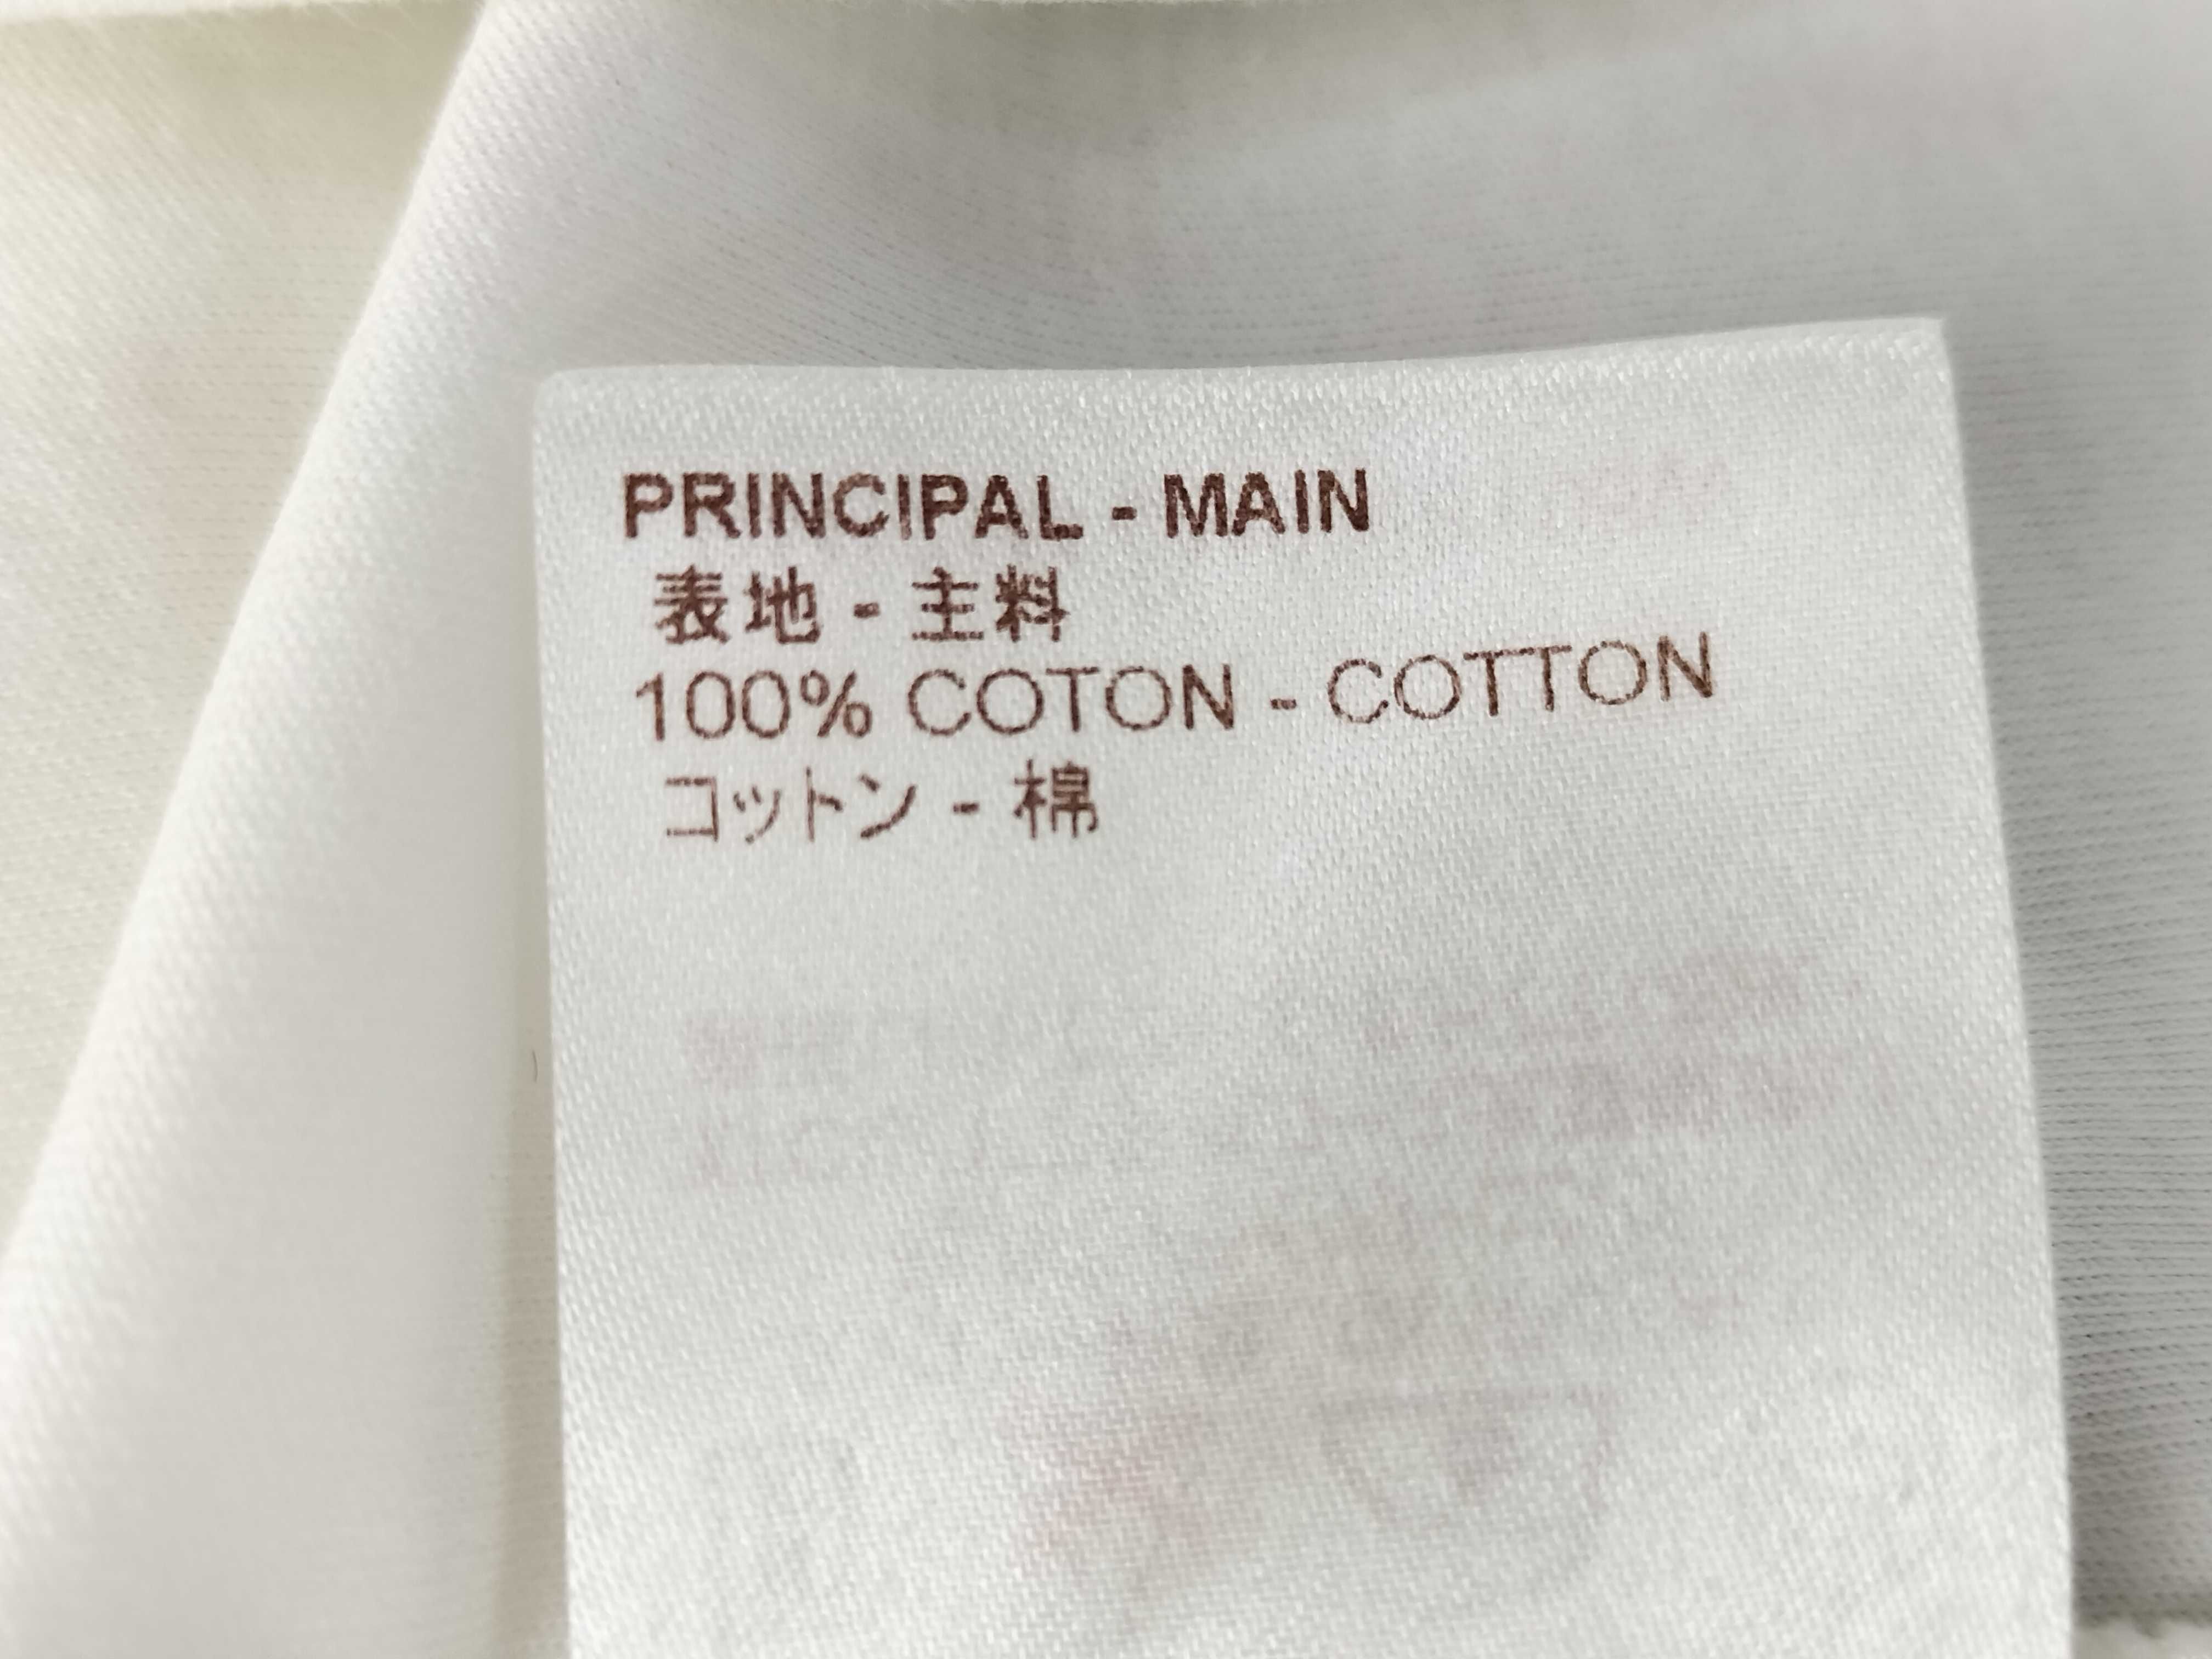 PRINCIPAL - MAIN
表地 - 主料
100% COTON - COTTON
コットン - 棉